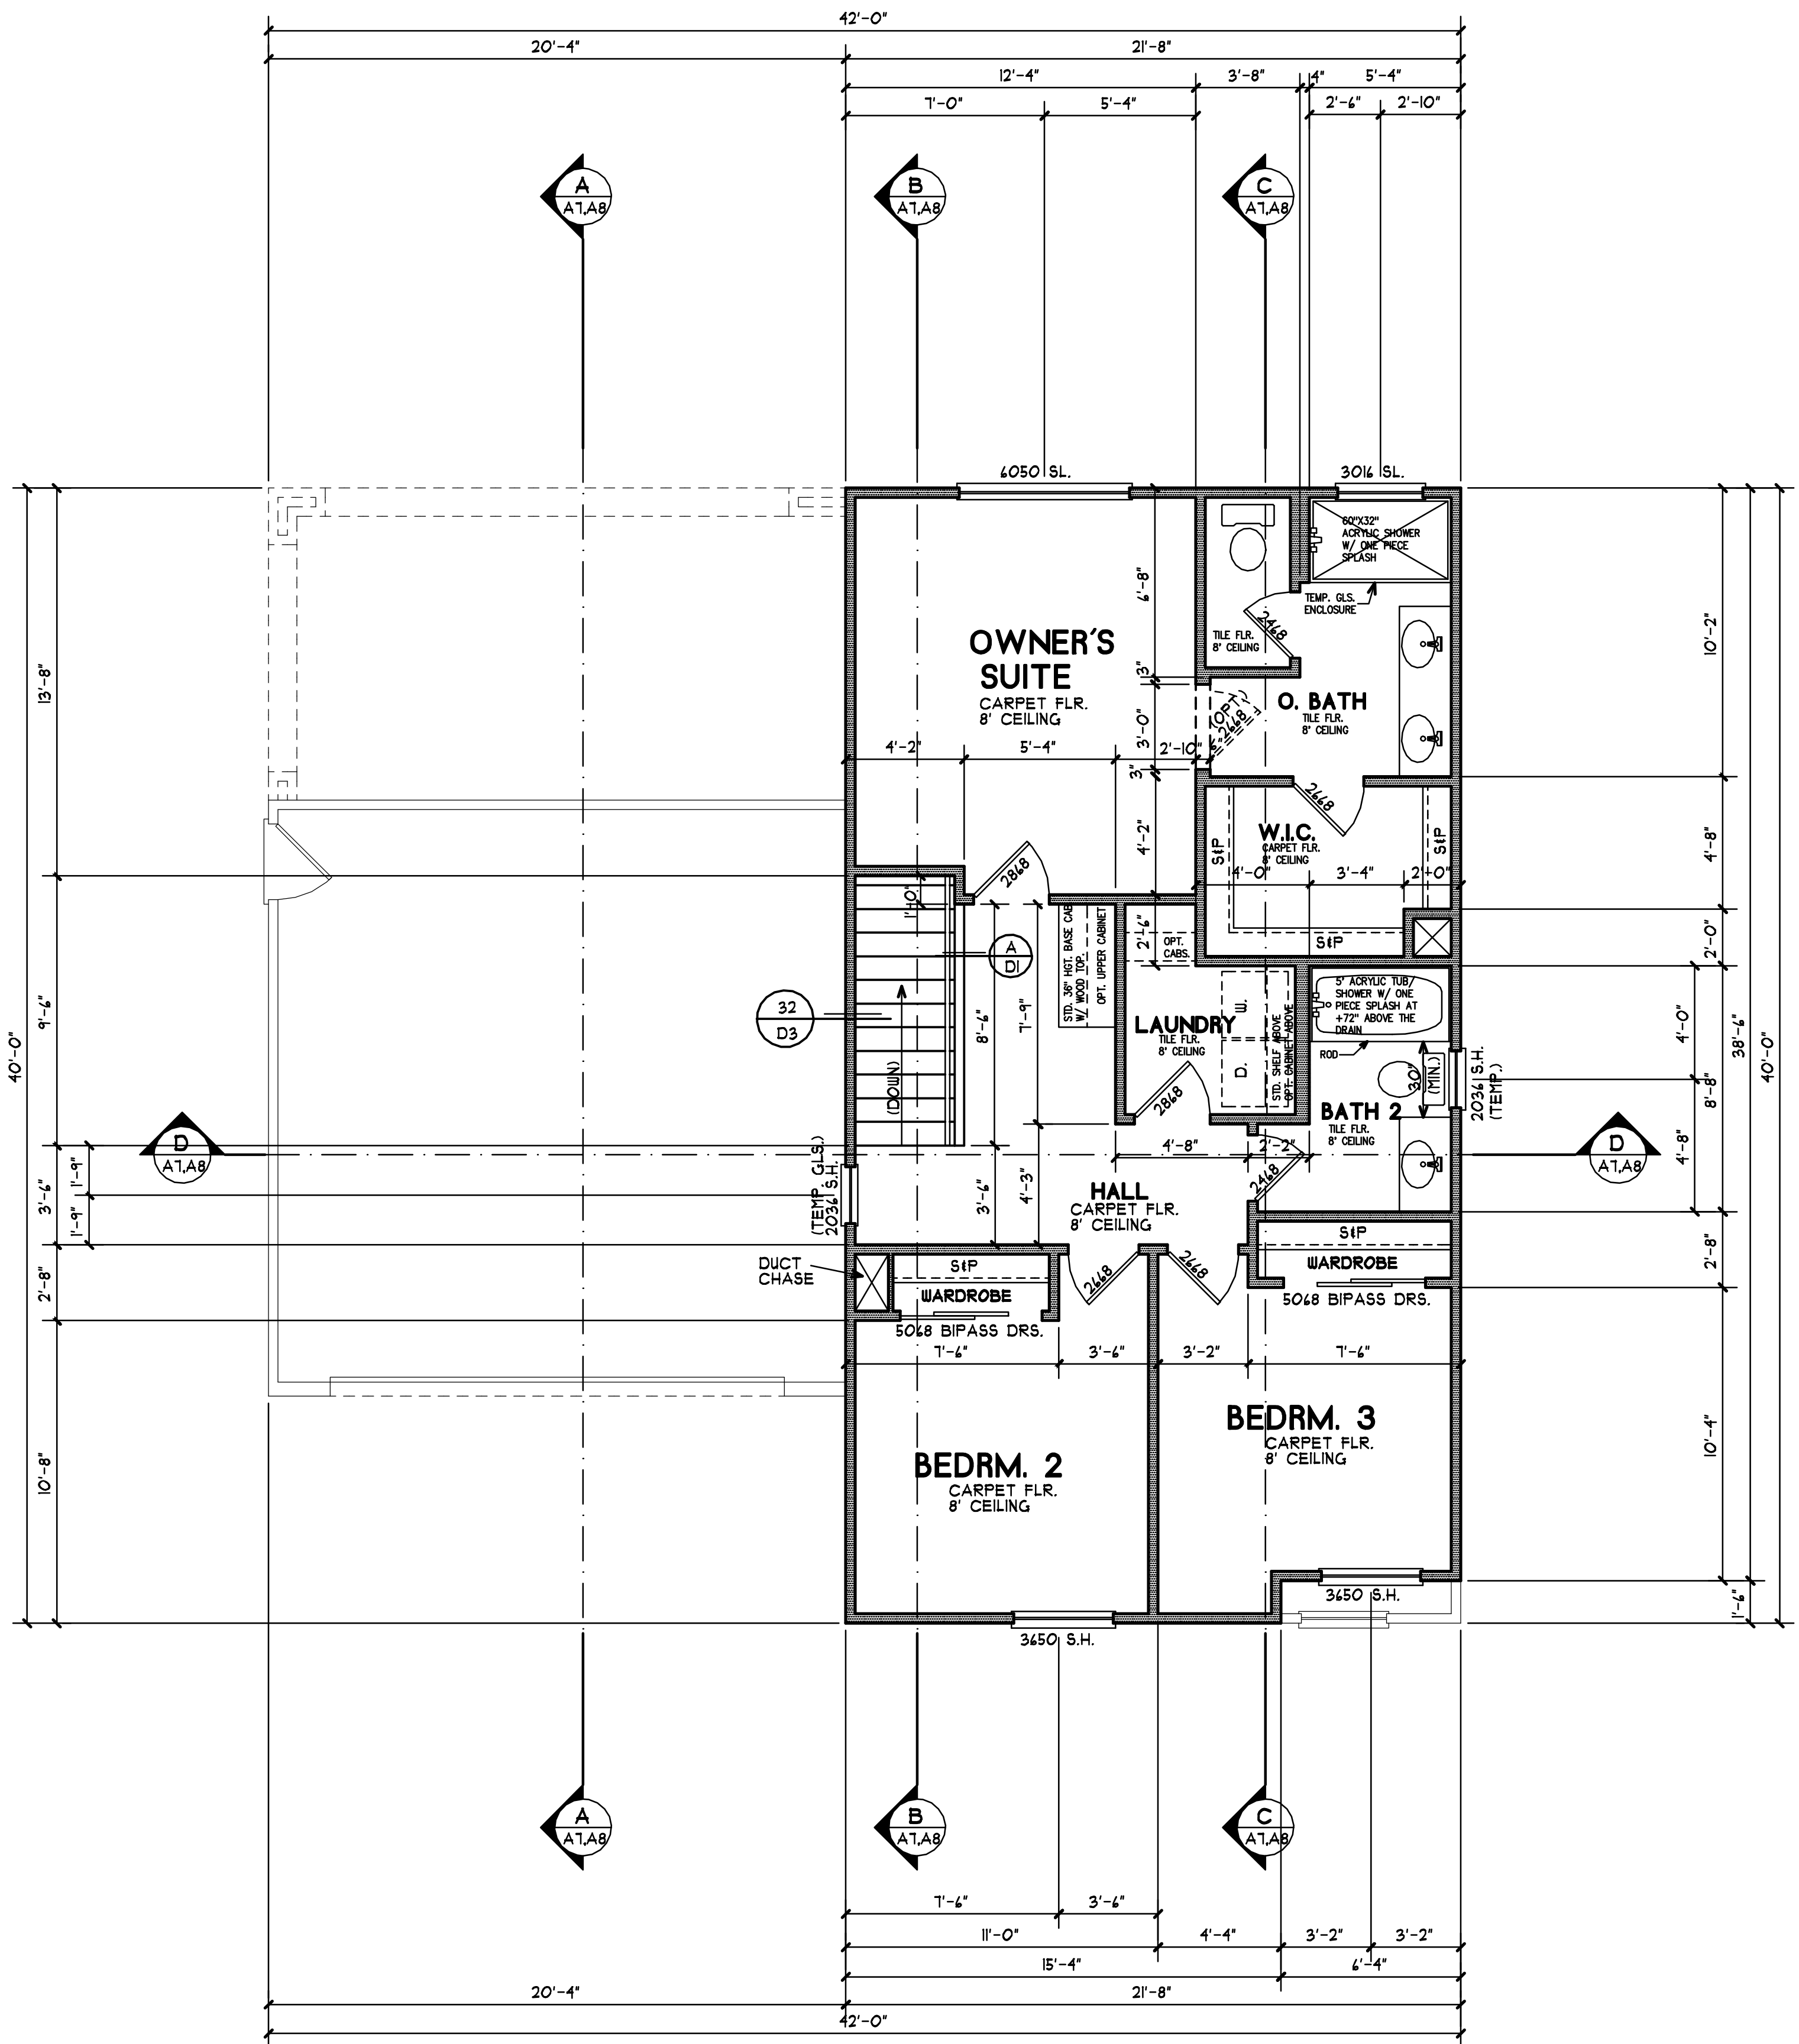 42'-0"
20'-4"
21'-8"
12'-4"
3'-8"
4"
5'-4"
7'-0"
5'-4"
2'-6"
2'-10"
A
A7,A8
B
A7,A8
C
A7,A8
6050 SL.
3016 SL.
60"X32"
ACRYLIC SHOWER
W/ ONE PIECE
SPLASH
TEMP. GLS.
ENCLOSURE
6'-8"
2468
TILE FLR.
8' CEILING
OWNER'S
SUITE
CARPET FLR.
8' CEILING
3"
3'-0"
3"
(OPT.)
2668
6"
O. BATH
TILE FLR.
8' CEILING
4'-2"
5'-4"
2'-10"
13'-8"
10'-2"
2668
W.I.C.
CARPET FLR.
8' CEILING
S&P
S&P
S&P
4'-2"
4'-0"
3'-4"
2'-0"
4'-8"
2'-0"
2868
1'-0"
A
D1
STD. 36" HGT. BASE CAB
W/ WOOD TOP.
OPT. UPPER CABINET
2'-6"
OPT.
CABS.
32
D3
9'-6"
40'-0"
8'-6"
7'-9"
(DOWN)
LAUNDRY
TILE FLR.
8' CEILING
W.
D.
STD. SHELF ABOVE
OPT. CABINET ABOVE
2868
5' ACRYLIC TUB/
SHOWER W/ ONE
PIECE SPLASH AT
+72" ABOVE THE
DRAIN
ROD
30"
(MIN.)
2036 S.H.
(TEMP.)
BATH 2
TILE FLR.
8' CEILING
4'-0"
8'-8"
4'-8"
38'-6"
40'-0"
D
A7,A8
D
A7,A8
4'-8"
2'-2"
2468
1'-9"
3'-6"
1'-9"
(TEMP. GLS.)
2036 S.H.
3'-6"
4'-3"
HALL
CARPET FLR.
8' CEILING
DUCT
CHASE
S&P
WARDROBE
5068 BIPASS DRS.
2668
2668
S&P
WARDROBE
5068 BIPASS DRS.
2'-8"
2'-8"
7'-6"
3'-6"
3'-2"
7'-6"
BEDRM. 3
CARPET FLR.
8' CEILING
BEDRM. 2
CARPET FLR.
8' CEILING
10'-8"
10'-4"
1'-6"
3650 S.H.
3650 S.H.
A
A7,A8
B
A7,A8
C
A7,A8
7'-6"
3'-6"
11'-0"
4'-4"
3'-2"
3'-2"
15'-4"
6'-4"
20'-4"
21'-8"
42'-0"